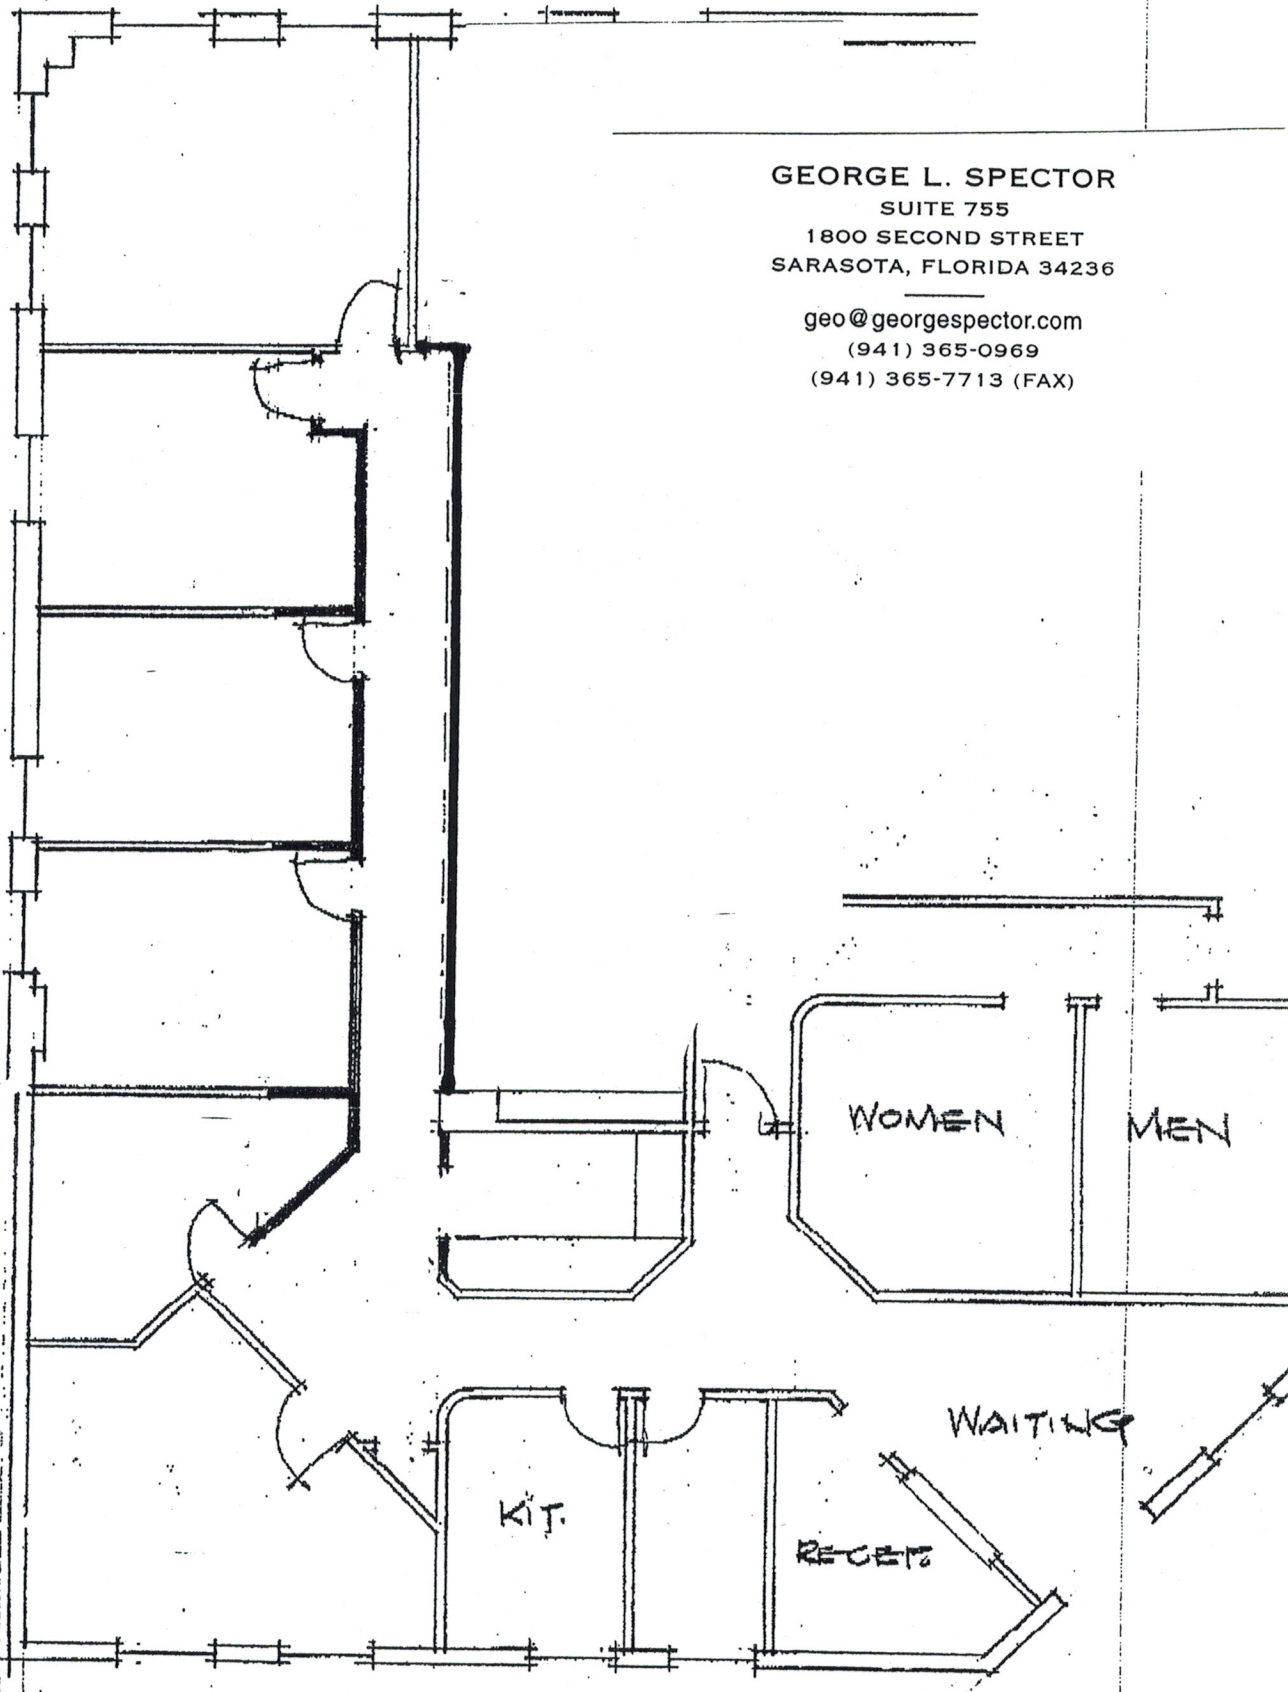 GEORGE L. SPECTOR
SUITE 755
1800 SECOND STREET
SARASOTA, FLORIDA 34236
geo@georgespector.com
(941) 365-0969
(941) 365-7713 (FAX)
WOMEN
MEN
WAITING
KIT.
RECEP.